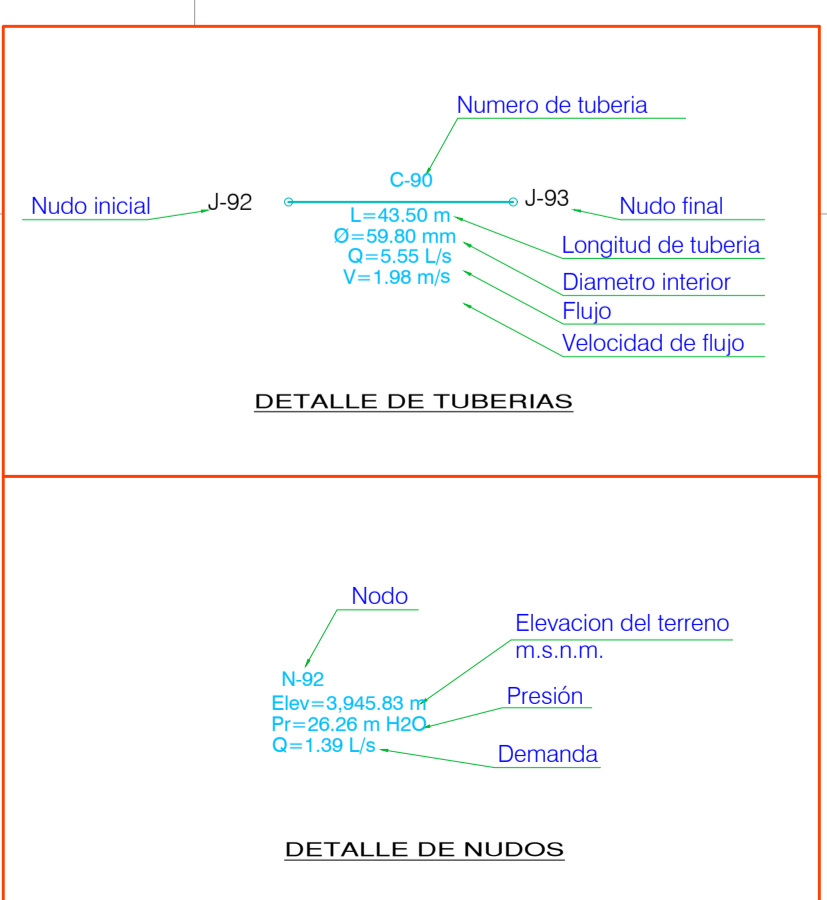 Numero de tuberia
C-90
Nudo inicial
J-92
J-93
Nudo final
L=43.50 m
Ø=59.80 mm
Q=5.55 L/s
V=1.98 m/s
Longitud de tuberia
Diametro interior
Flujo
Velocidad de flujo
DETALLE DE TUBERIAS
Nodo
Elevacion del terreno
m.s.n.m.
N-92
Elev=3,945.83 m
Pr=26.26 m H2O
Q=1.39 L/s
Presión
Demanda
DETALLE DE NUDOS